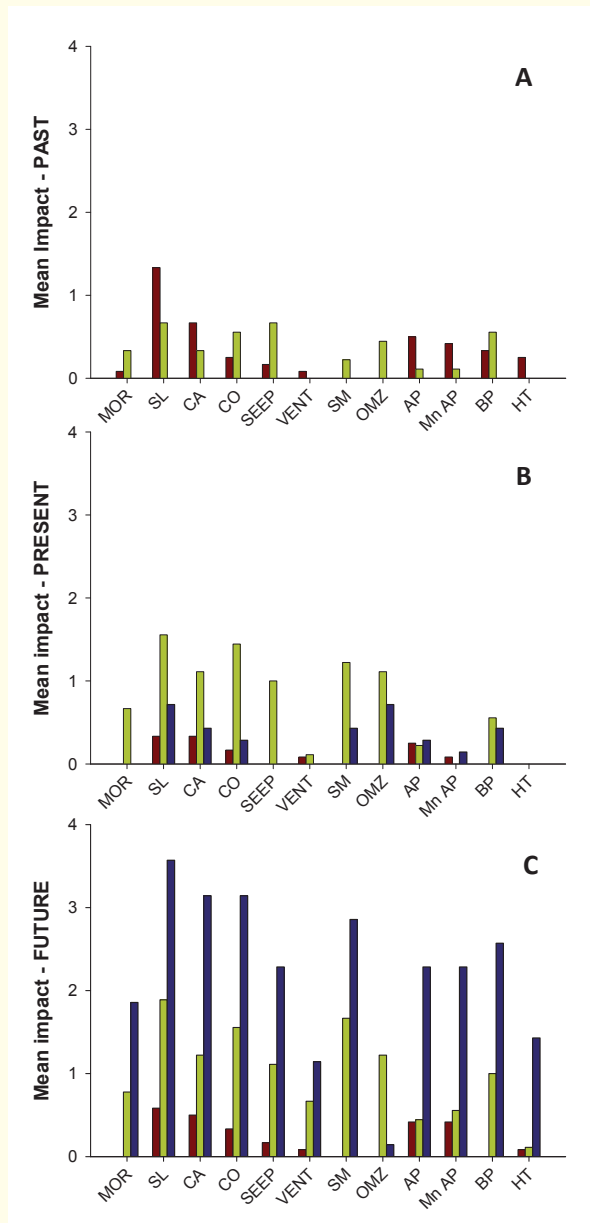 A
Mean Impact - PAST
4
3
2
1
0
MOR SL CA CO SEEP VENT SM OMZ AP Mn AP BP HT
B
Mean impact - PRESENT
4
3
2
1
0
MOR SL CA CO SEEP VENT SM OMZ AP Mn AP BP HT
C
Mean impact - FUTURE
4
3
2
1
0
MOR SL CA CO SEEP VENT SM OMZ AP Mn AP BP HT